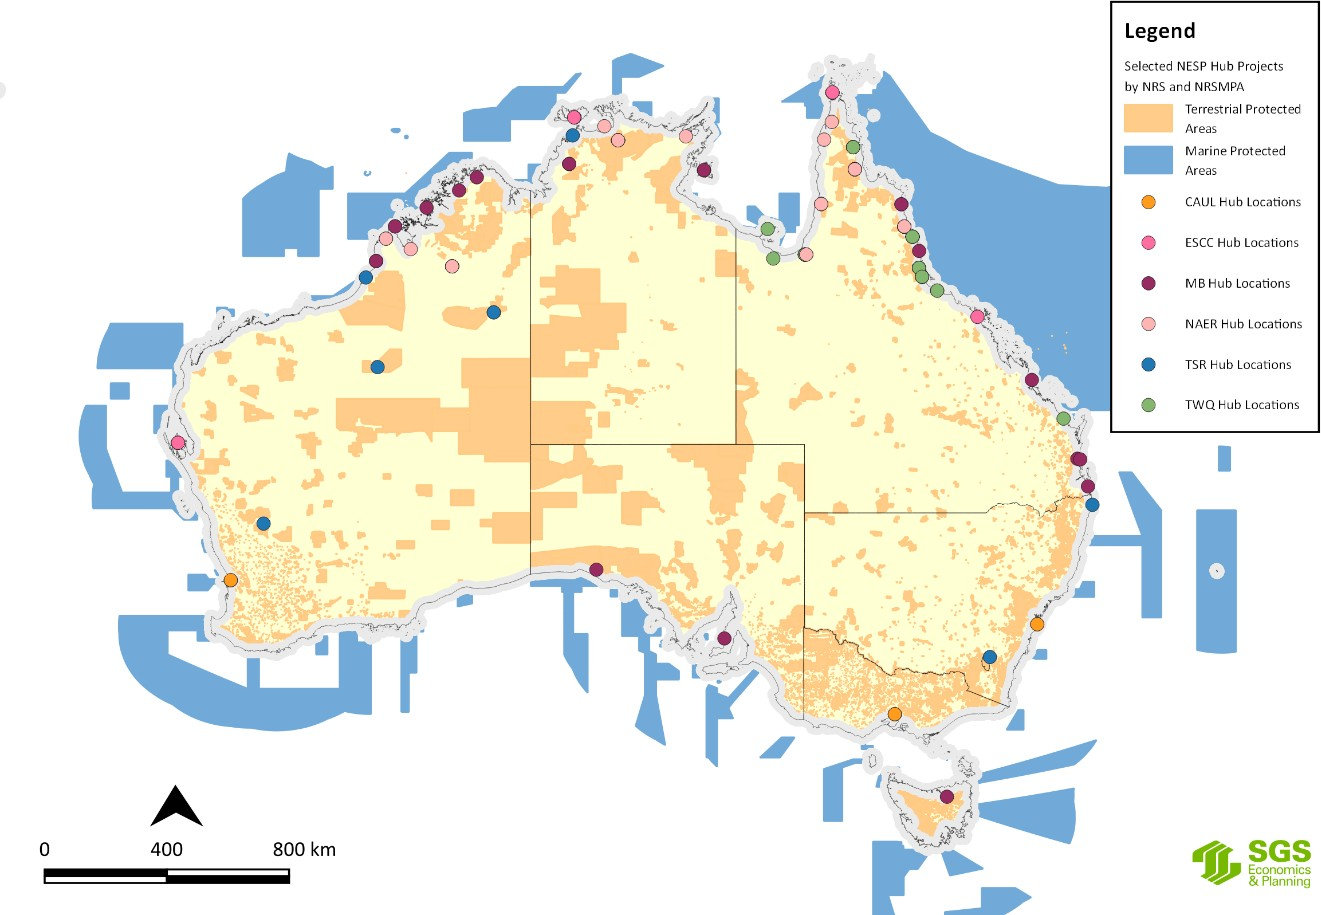 Legend
Selected NESP Hub Projects
by NRS and NRSMPA
Terrestrial Protected
Areas
Marine Protected
Areas
CAUL Hub Locations
ESCC Hub Locations
MB Hub Locations
NAER Hub Locations
TSR Hub Locations
TWQ Hub Locations
0 400 800 km
SGS
Economics
& Planning